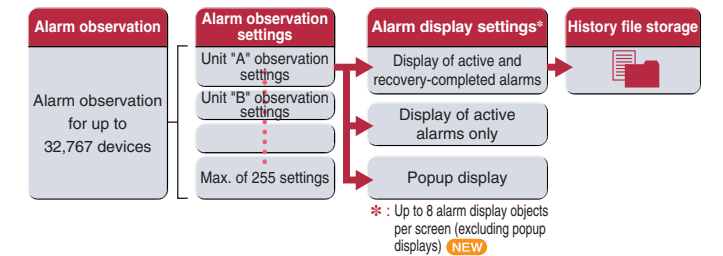 Alarm observation
Alarm observation
for up to
32,767 devices
Alarm observation
settings
Unit "A" observation
settings
Unit "B" observation
settings
Max. of 255 settings
Alarm display settings*
Display of active and
recovery-completed alarms
Display of active
alarms only
Popup display
* : Up to 8 alarm display objects
per screen (excluding popup
displays) NEW
History file storage